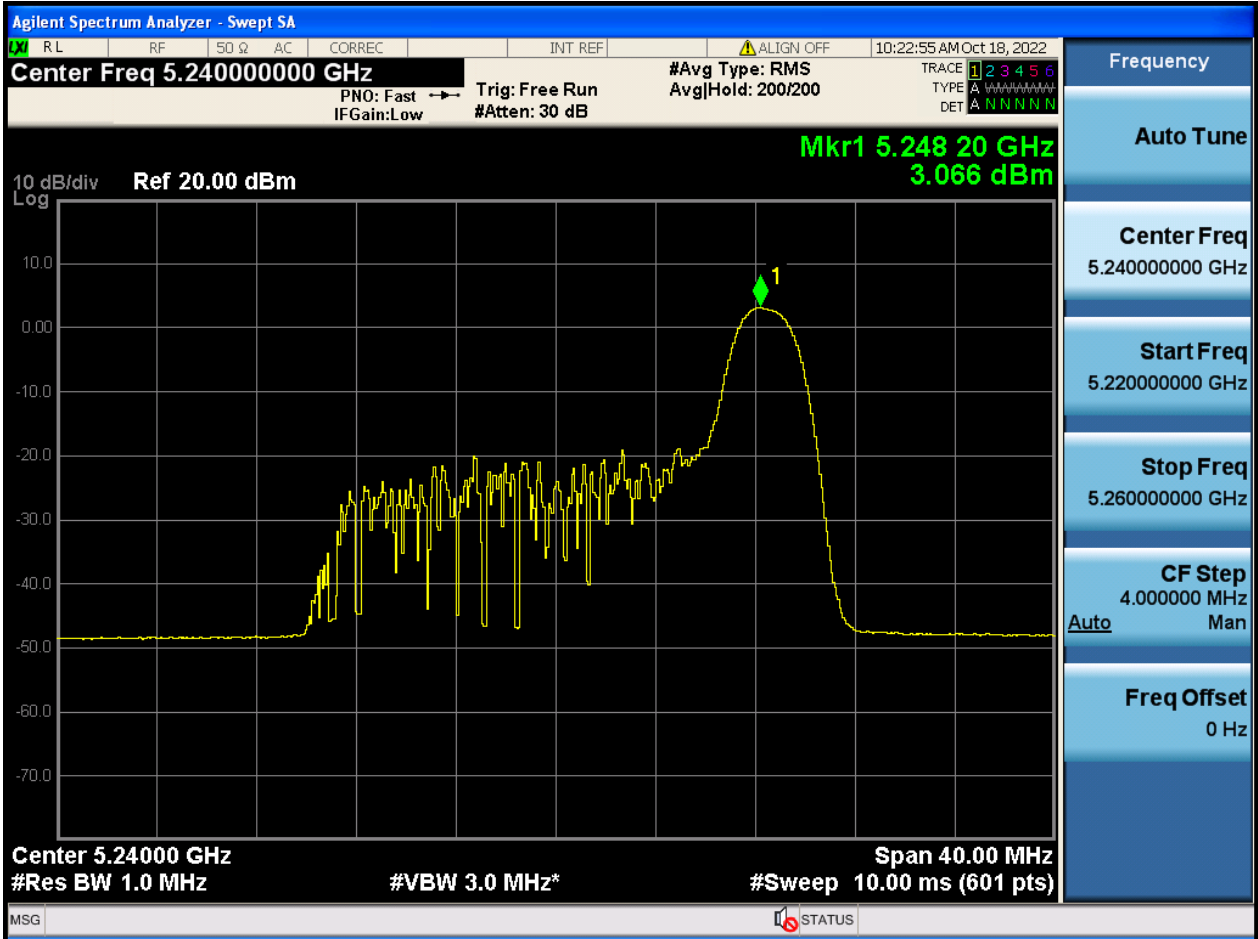 Agilent Spectrum Analyzer - Swept SA
LXI RL RF 50 Ω AC CORREC INT REF ALIGN OFF 10:22:55 AM Oct 18, 2022
Center Freq 5.240000000 GHz
PNO: Fast
IFGain:Low
Trig: Free Run
#Atten: 30 dB
#Avg Type: RMS
Avg|Hold: 200/200
TRACE 1 2 3 4 5 6
TYPE A WWWWW
DET A N N N N N
Mkr1 5.248 20 GHz
3.066 dBm
10 dB/div Ref 20.00 dBm
Log
1
10.0
0.00
-10.0
-20.0
-30.0
-40.0
-50.0
-60.0
-70.0
Center 5.24000 GHz Span 40.00 MHz
#Res BW 1.0 MHz #VBW 3.0 MHz* #Sweep 10.00 ms (601 pts)
MSG STATUS
Frequency
Auto Tune
Center Freq
5.240000000 GHz
Start Freq
5.220000000 GHz
Stop Freq
5.260000000 GHz
CF Step
4.000000 MHz
Auto Man
Freq Offset
0 Hz